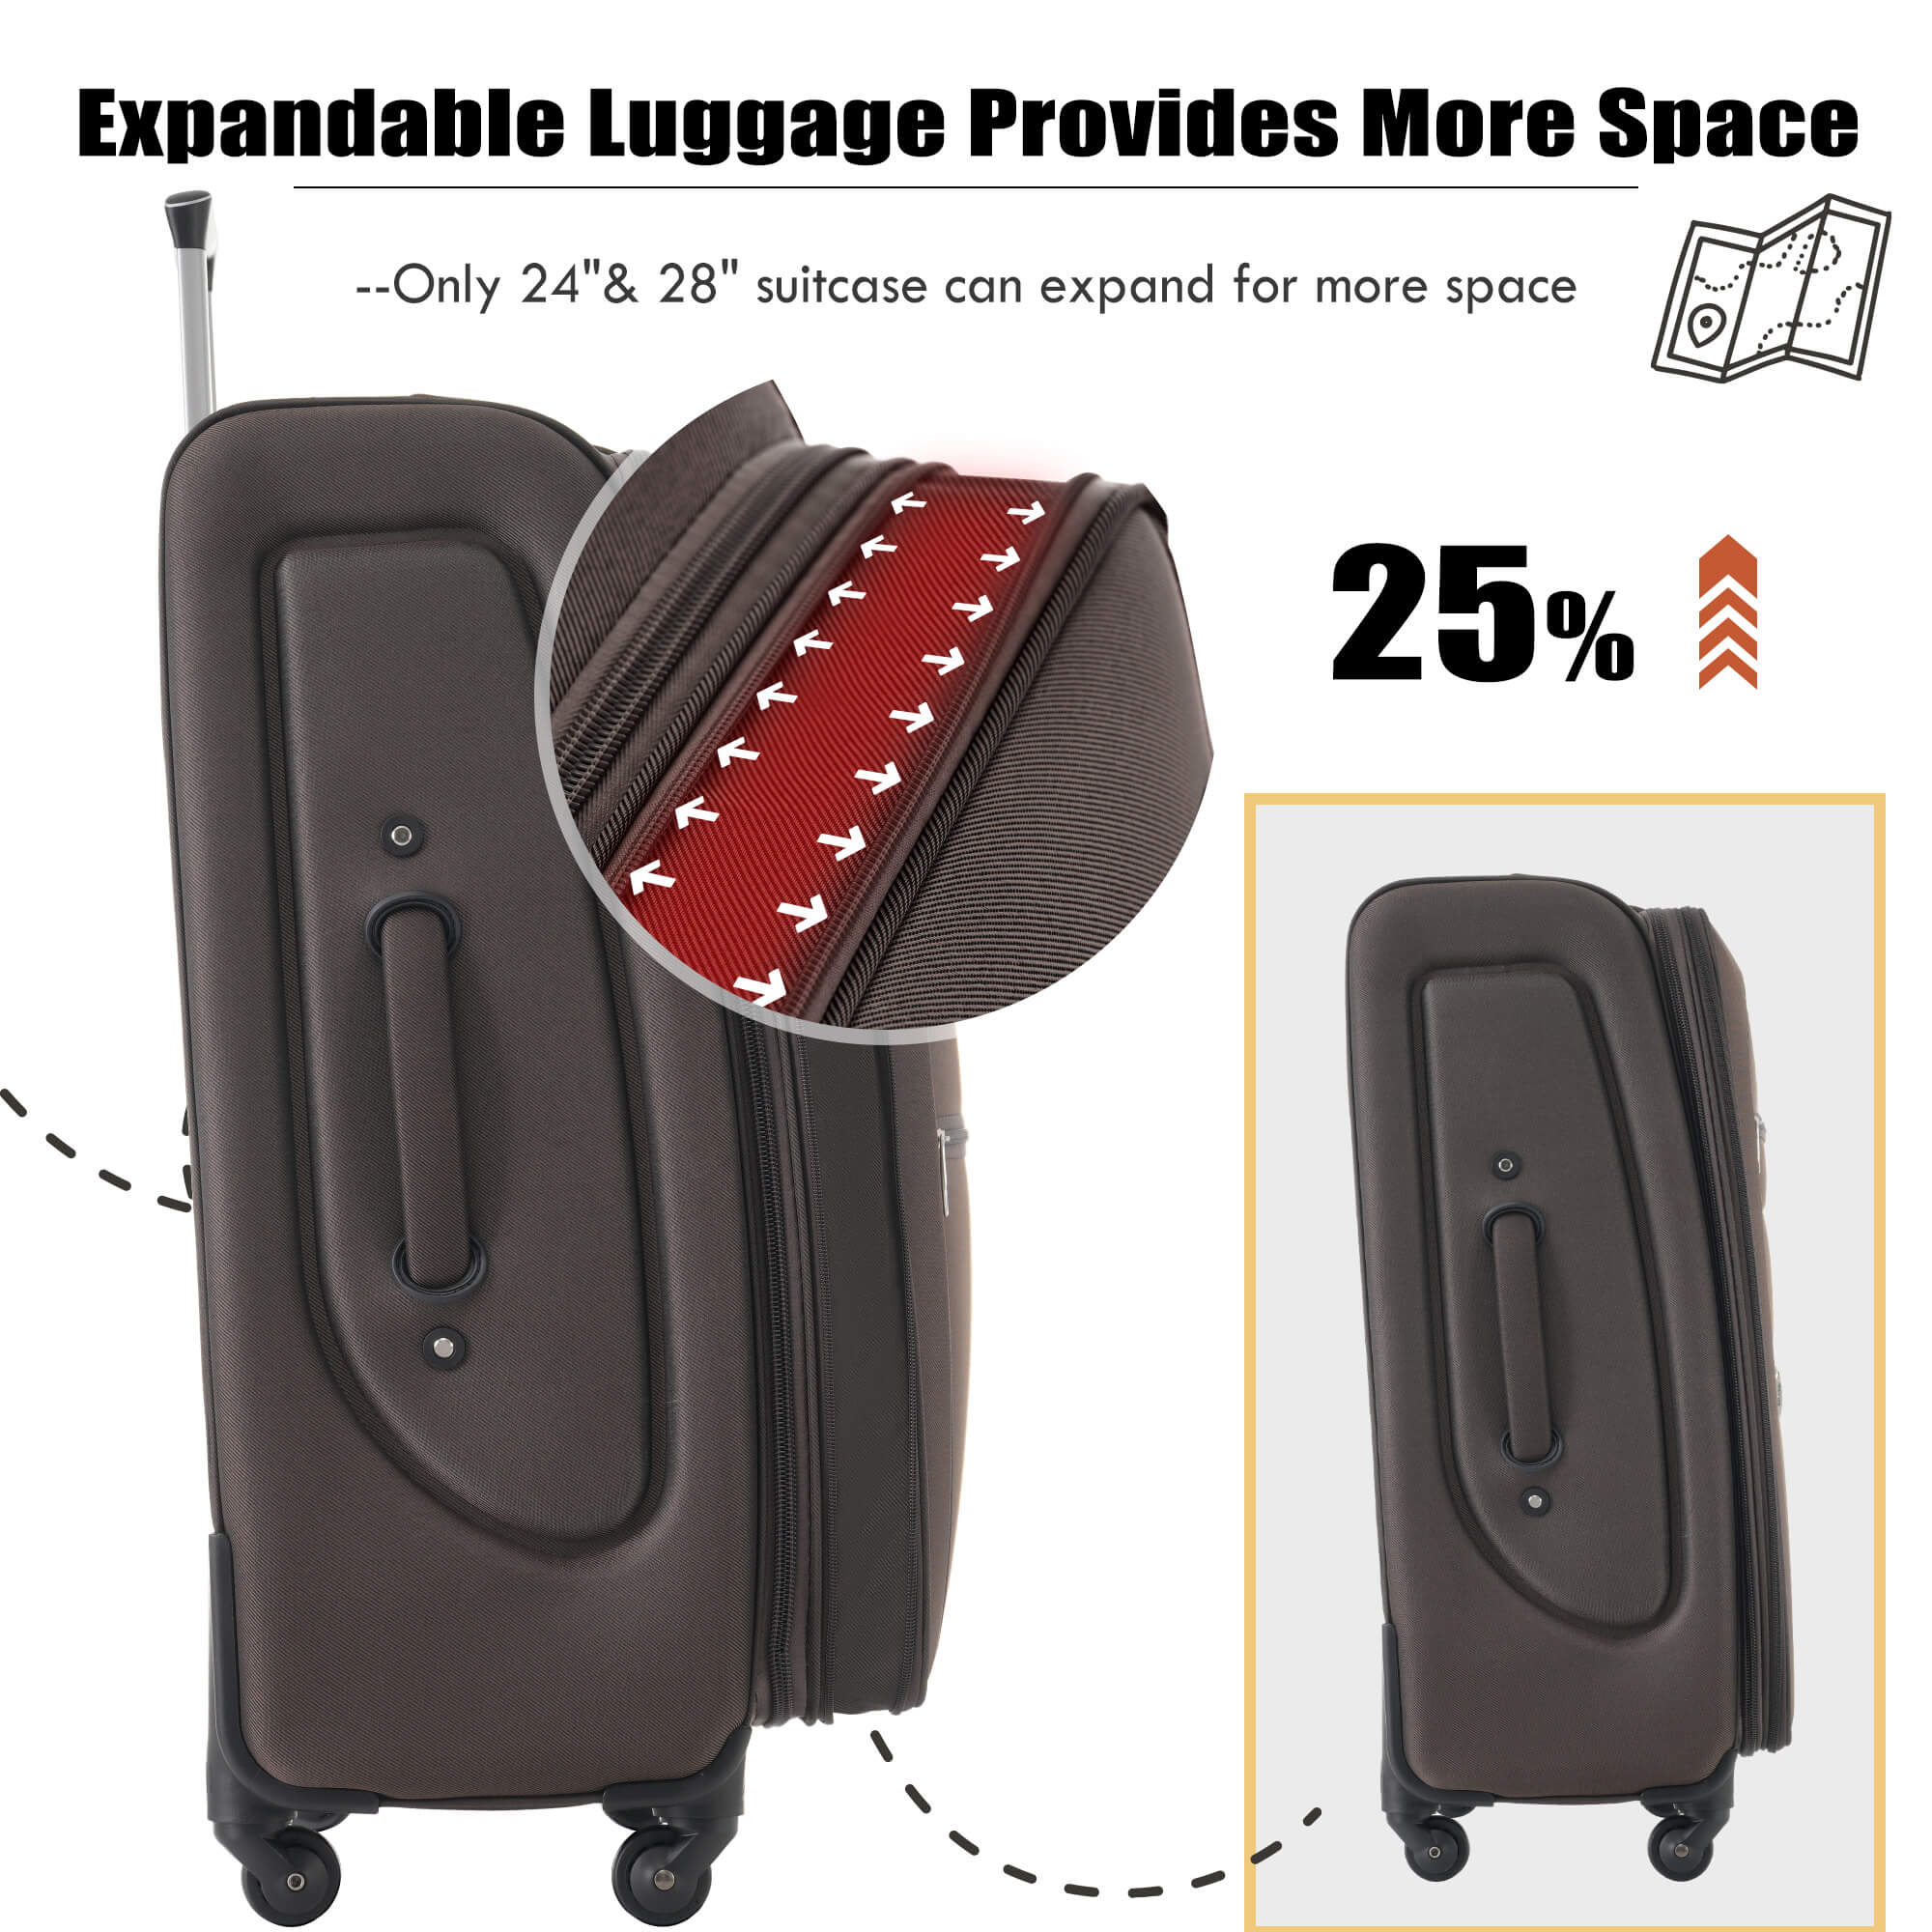 Expandable Luggage Provides More Space
--Only 24"& 28" suitcase can expand for more space
25%